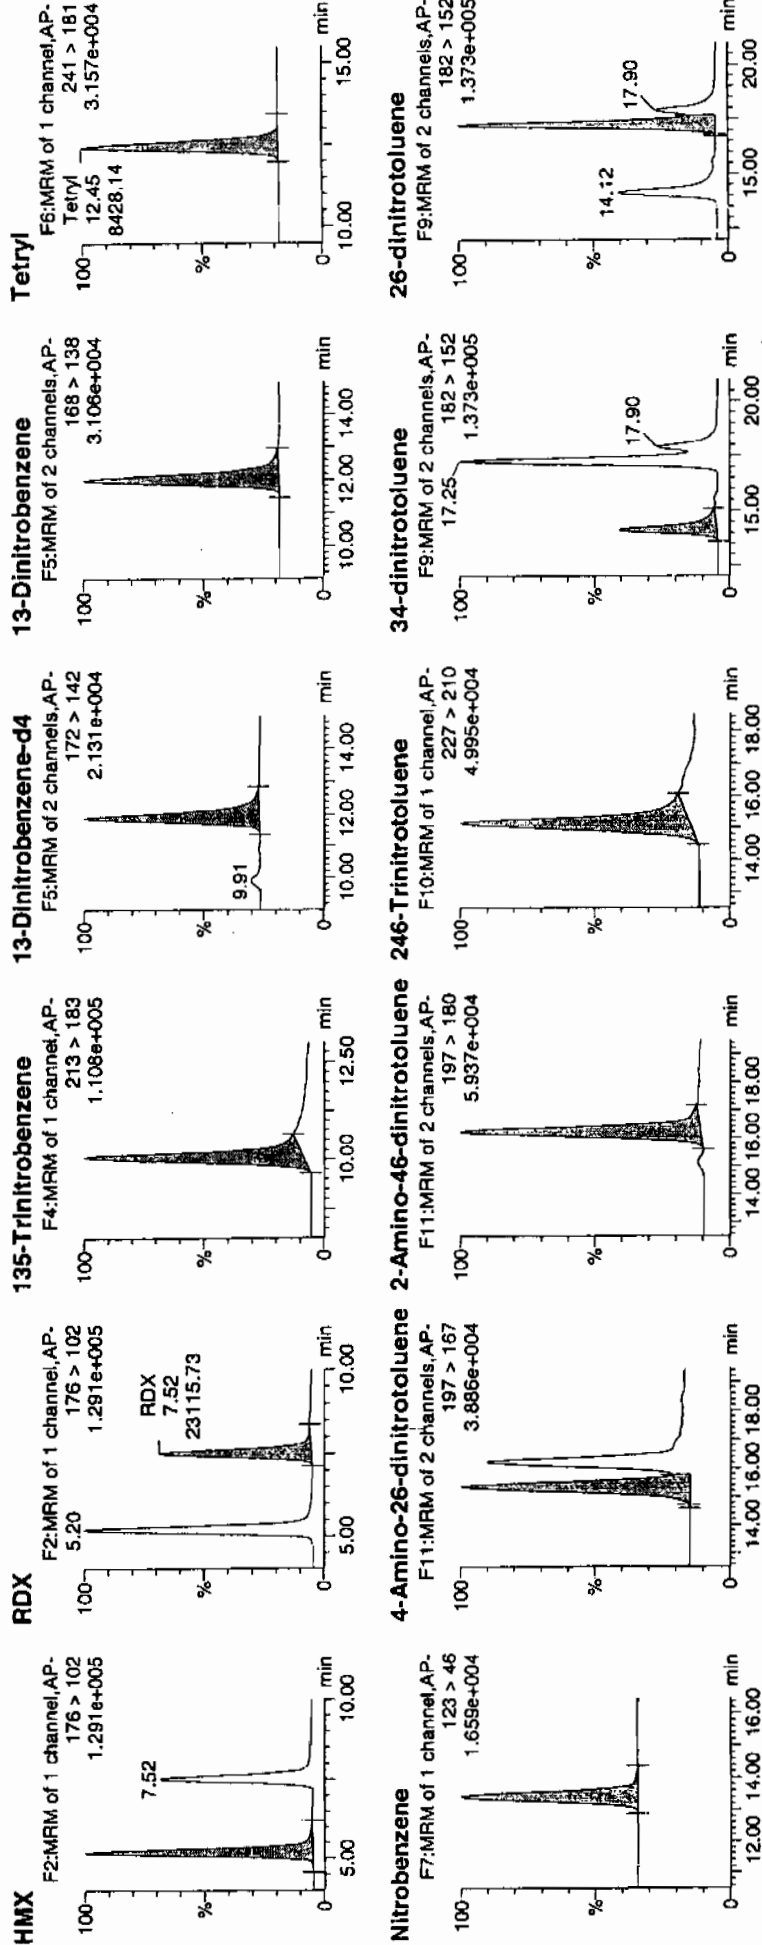 HMX
F2:MRM of 1 channel,AP-
176 > 102
1.291e+005
100
7.52
%
0
5.00
10.00
min
RDX
F2:MRM of 1 channel,AP-
176 > 102
1.291e+005
100
5.20
RDX
7.52
23115.73
%
0
5.00
10.00
min
135-Trinitrobenzene
F4:MRM of 1 channel,AP-
213 > 183
1.108e+005
100
%
0
10.00
12.50
min
13-Dinitrobenzene-d4
F5:MRM of 2 channels,AP-
172 > 142
2.131e+004
100
9.91
%
0
10.00
12.00
14.00
min
13-Dinitrobenzene
F5:MRM of 2 channels,AP-
168 > 138
3.106e+004
100
%
0
10.00
12.00
14.00
min
Tetryl
F6:MRM of 1 channel,AP-
241 > 181
3.157e+004
100
Tetryl
12.45
8428.14
%
0
10.00
15.00
min
Nitrobenzene
F7:MRM of 1 channel,AP-
123 > 46
1.659e+004
100
%
0
12.00
14.00
16.00
min
4-Amino-26-dinitrotoluene
F11:MRM of 2 channels,AP-
197 > 167
3.886e+004
100
%
0
14.00
16.00
18.00
min
2-Amino-46-dinitrotoluene
F11:MRM of 2 channels,AP-
197 > 180
5.937e+004
100
%
0
14.00
16.00
18.00
min
246-Trinitrotoluene
F10:MRM of 1 channel,AP-
227 > 210
4.995e+004
100
%
0
14.00
16.00
18.00
min
34-dinitrotoluene
F9:MRM of 2 channels,AP-
182 > 152
1.373e+005
100
17.25
17.90
%
0
15.00
20.00
min
26-dinitrotoluene
F9:MRM of 2 channels,AP-
182 > 152
1.373e+005
100
14.12
17.90
%
0
15.00
20.00
min